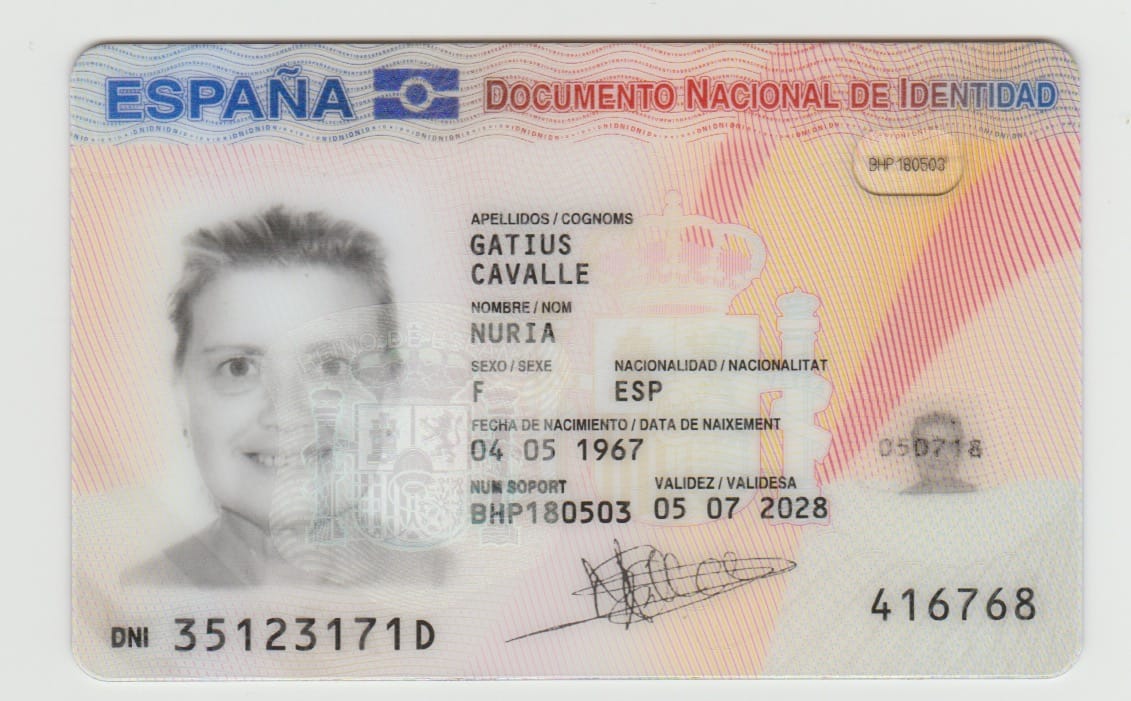 ESPAÑA DOCUMENTO NACIONAL DE IDENTIDAD
BHP180503
APELLIDOS / COGNOMS
GATIUS
CAVALLE
NOMBRE / NOM
NURIA
SEXO / SEXE NACIONALIDAD / NACIONALITAT
F ESP
FECHA DE NACIMIENTO / DATA DE NAIXEMENT
04 05 1967
050718
NUM SOPORT VALIDEZ / VALIDESA
BHP180503 05 07 2028
416768
DNI 35123171D